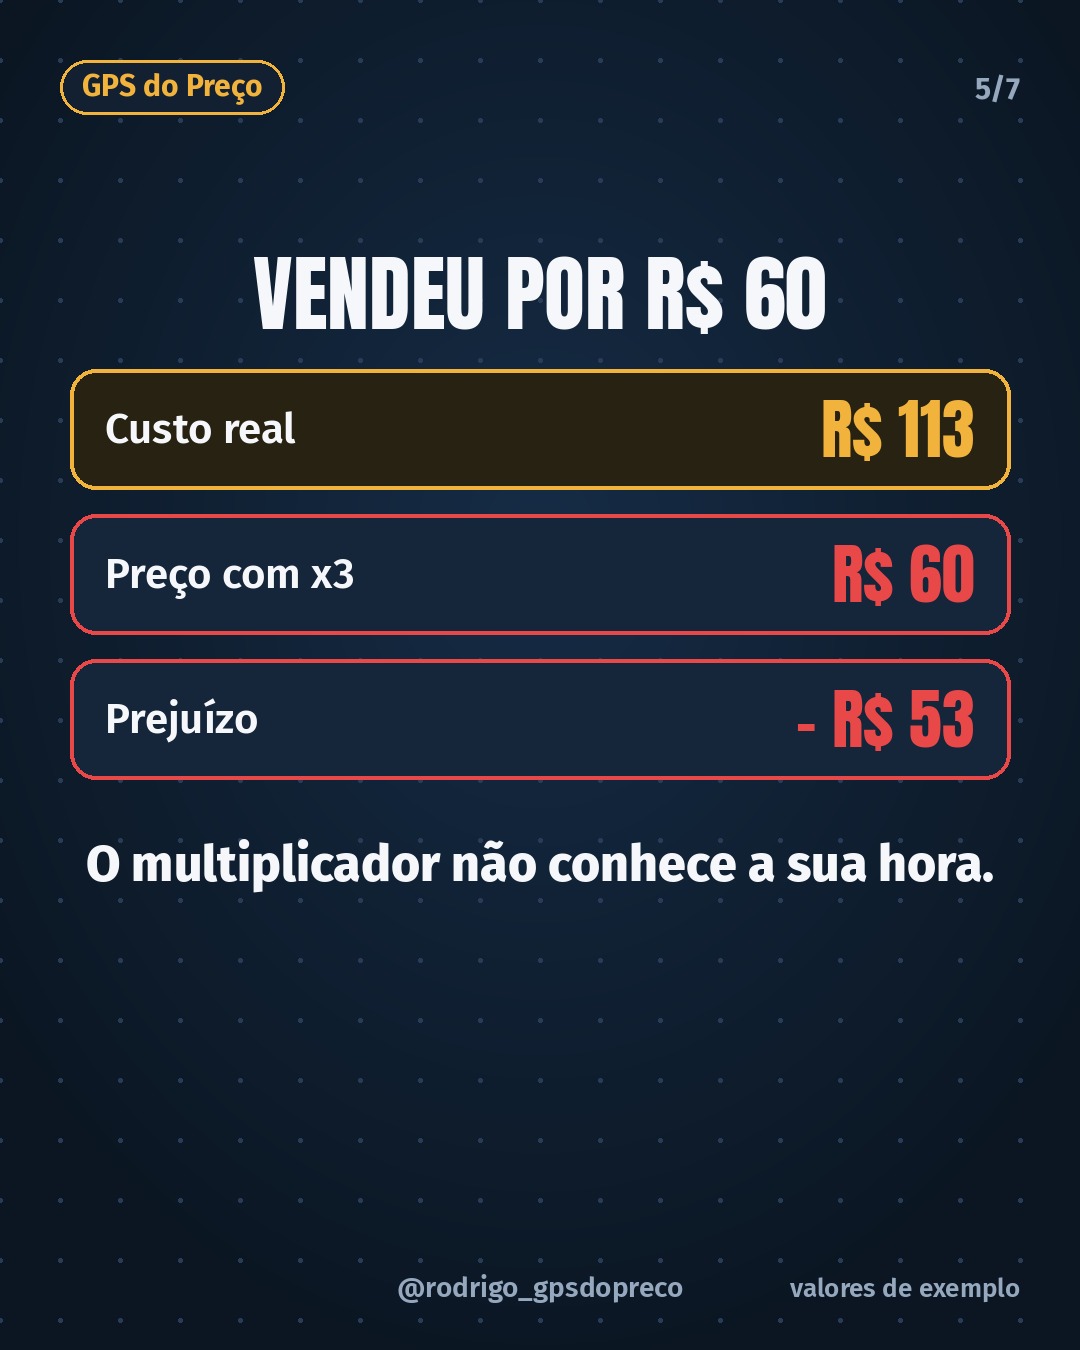 GPS do Preço
5/7
VENDEU POR R$ 60
Custo real R$ 113
Preço com x3 R$ 60
Prejuízo - R$ 53
O multiplicador não conhece a sua hora.
@rodrigo_gpsdopreco
valores de exemplo